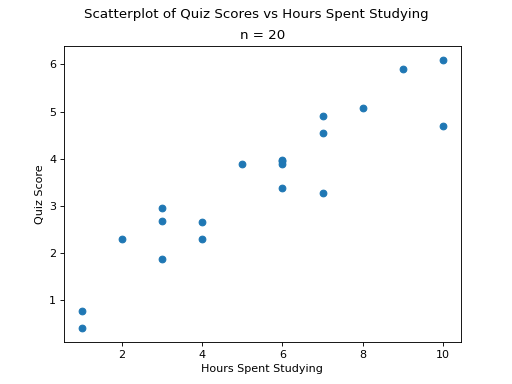 Scatterplot of Quiz Scores vs Hours Spent Studying
n = 20
6
5
4
3
2
1
Quiz Score
2 4 6 8 10
Hours Spent Studying